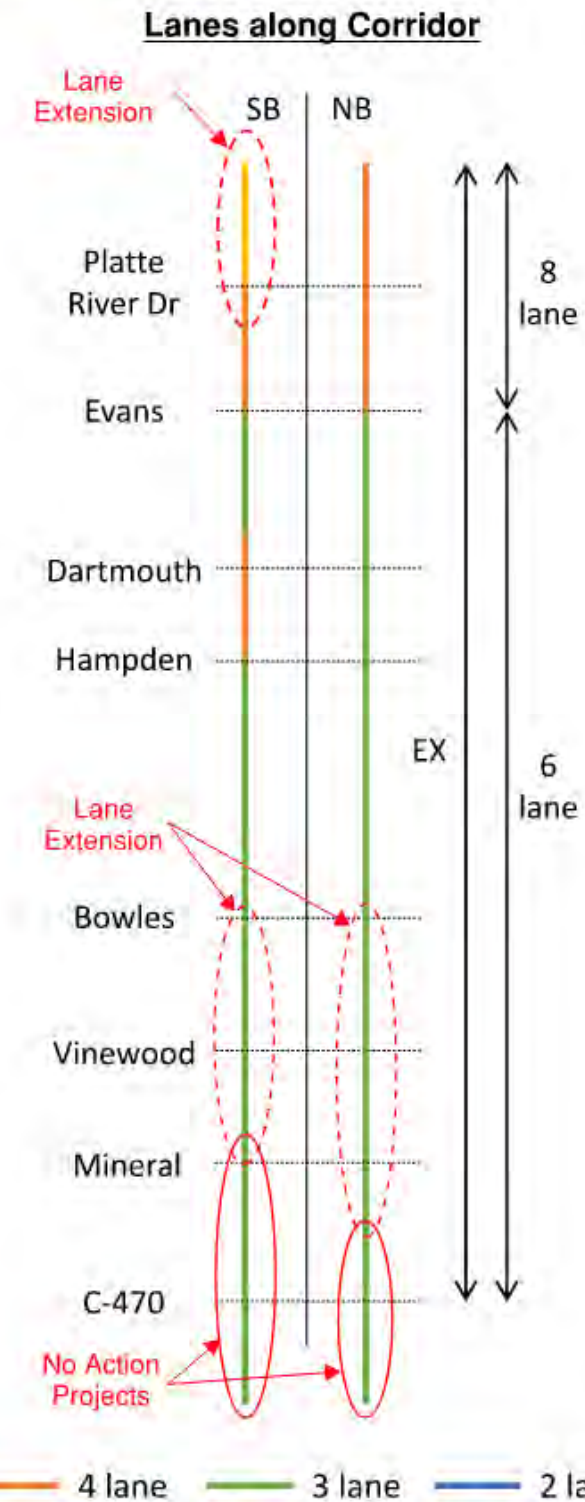 Lanes along Corridor
Lane
Extension
SB
NB
Platte
River Dr
8
lane
Evans
Dartmouth
Hampden
EX
6
lane
Lane
Extension
Bowles
Vinewood
Mineral
C-470
No Action
Projects
4 lane
3 lane
2 la